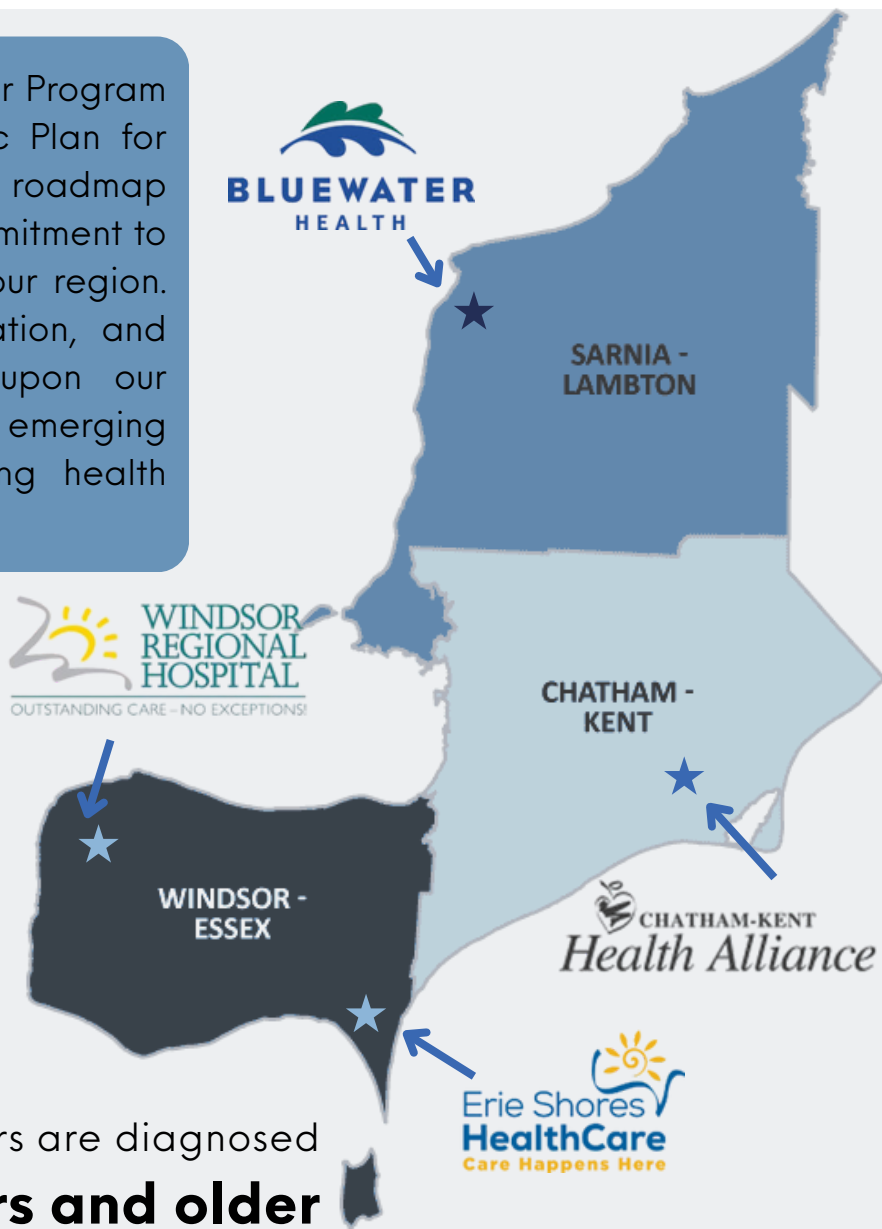 r Program
c Plan for
roadmap
mitment to
our region.
ation, and
upon our
emerging
ng health
BLUEWATER
HEALTH
SARNIA -
LAMBTON
WINDSOR
REGIONAL
HOSPITAL
OUTSTANDING CARE – NO EXCEPTIONS!
CHATHAM -
KENT
WINDSOR -
ESSEX
CHATHAM-KENT
Health Alliance
Erie Shores
HealthCare
Care Happens Here
rs are diagnosed
rs and older